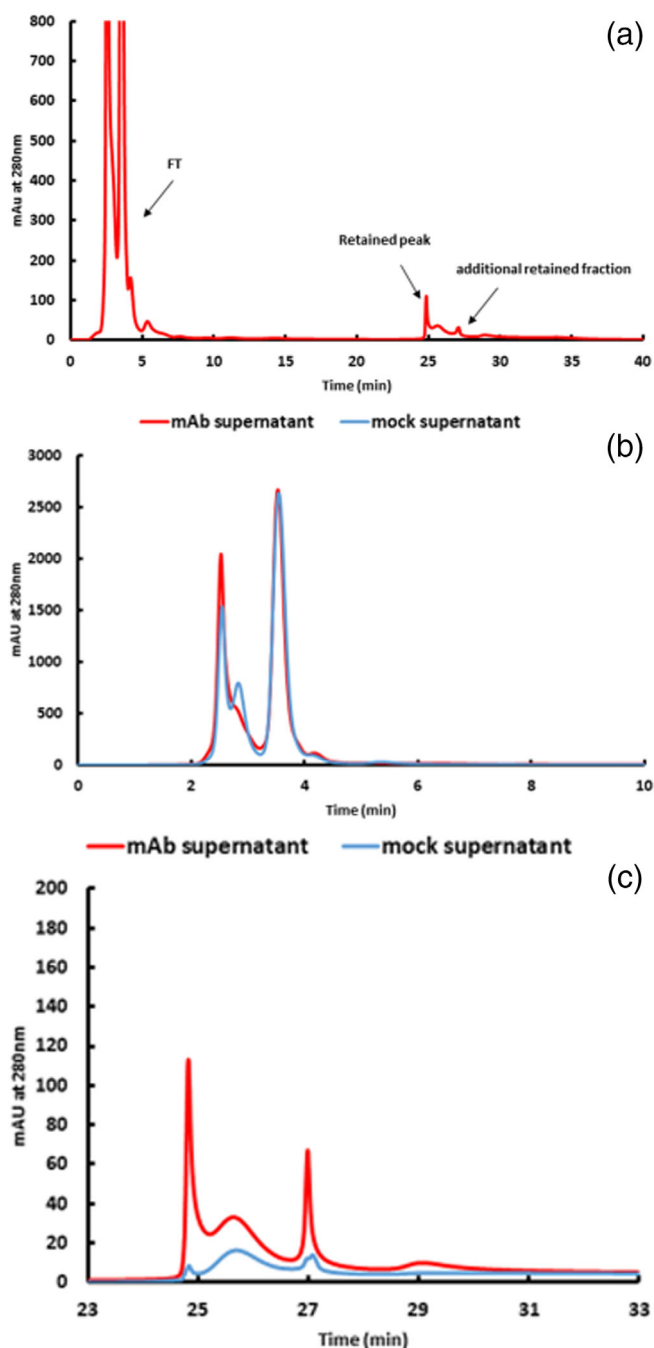 (a)
800
700
600
500
400
300
200
100
0
mAu at 280nm
FT
Retained peak
additional retained fraction
0 5 10 15 20 25 30 35 40
Time (min)
mAb supernatant mock supernatant
(b)
3000
2500
2000
1500
1000
500
0
mAU at 280nm
0 2 4 6 8 10
Time (min)
mAb supernatant mock supernatant
(c)
200
180
160
140
120
100
80
60
40
20
0
mAU at 280nm
23 25 27 29 31 33
Time (min)